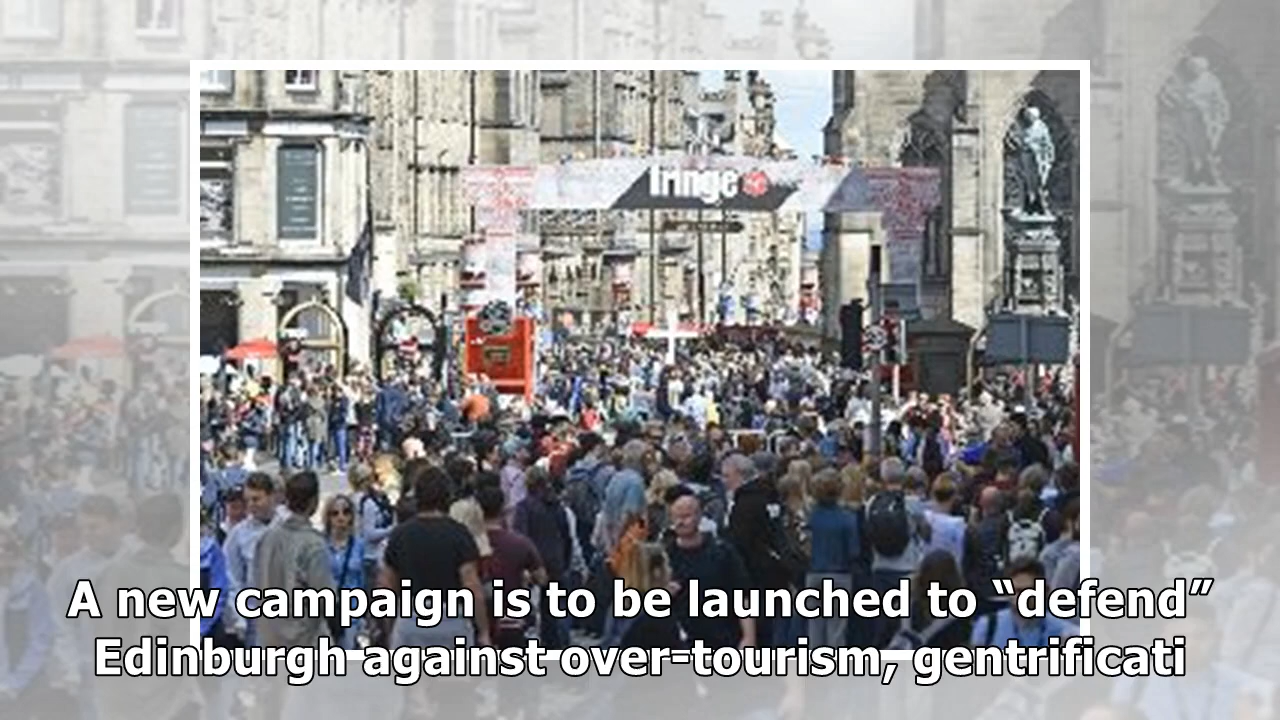 fringe
A new campaign is to be launched to “defend”
Edinburgh against over-tourism, gentrificati